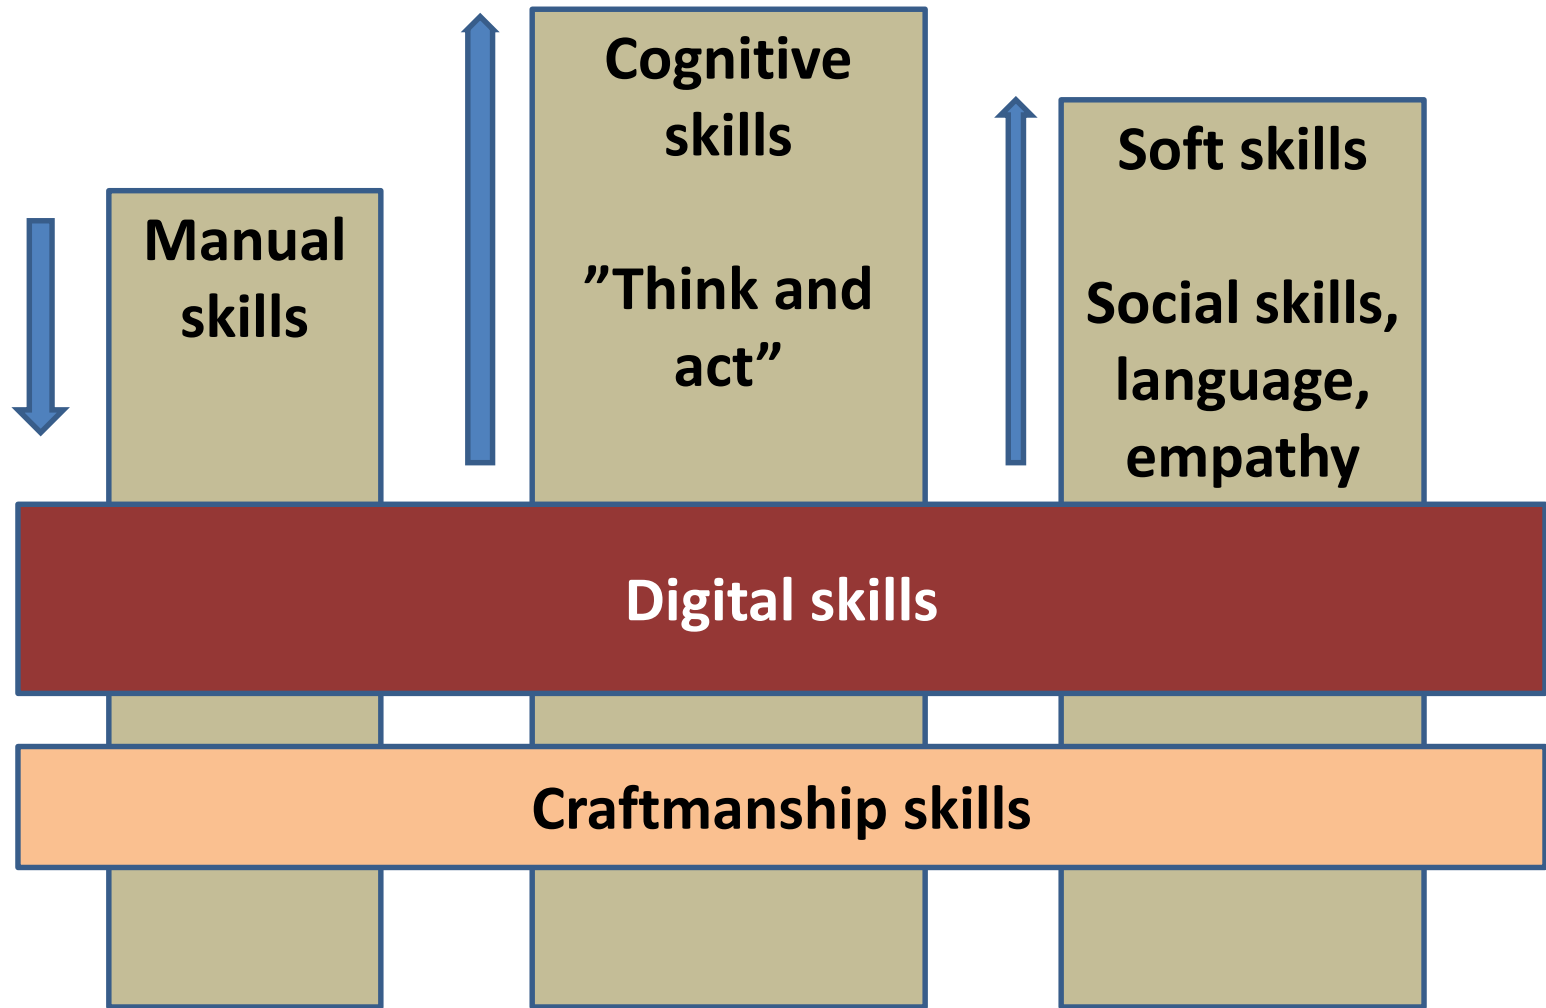 Manual
skills
Cognitive
skills
”Think and
act”
Soft skills
Social skills,
language,
empathy
Digital skills
Craftmanship skills